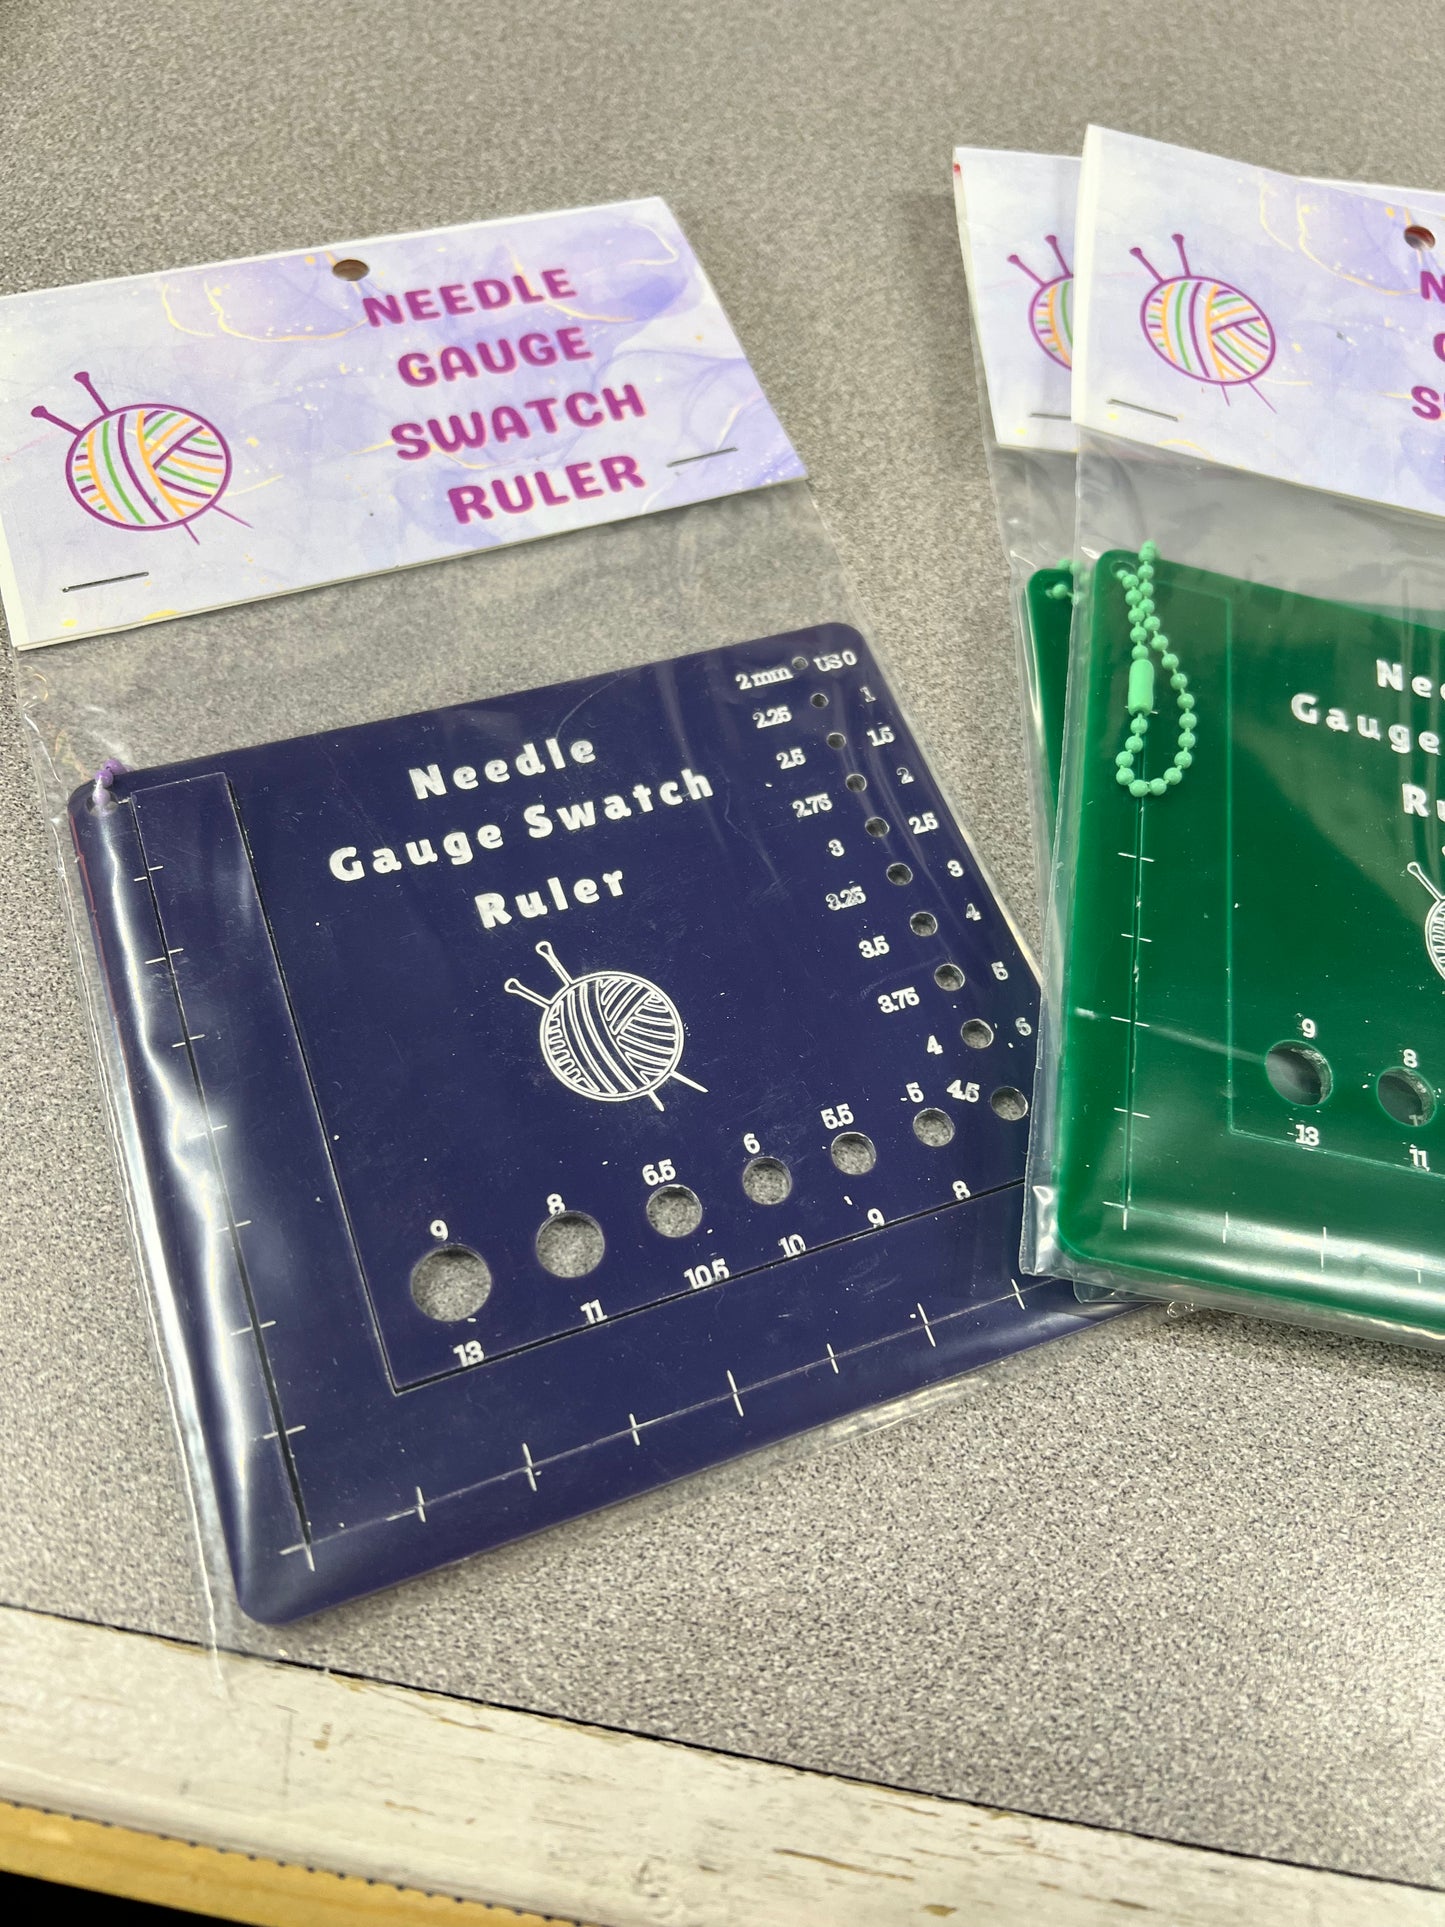 NEEDLE
GAUGE
SWATCH
RULER
Needle
Gauge Swatch
Ruler
2mm US 0
2.25 1
2.5 1.5
2.75 2
3 2.5
3.25 3
3.5 4
3.75 5
4 6
9 8 6.5 6 5.5 5 4.5
13 11 10.5 10 9 8
Gauge
9 8
13 11